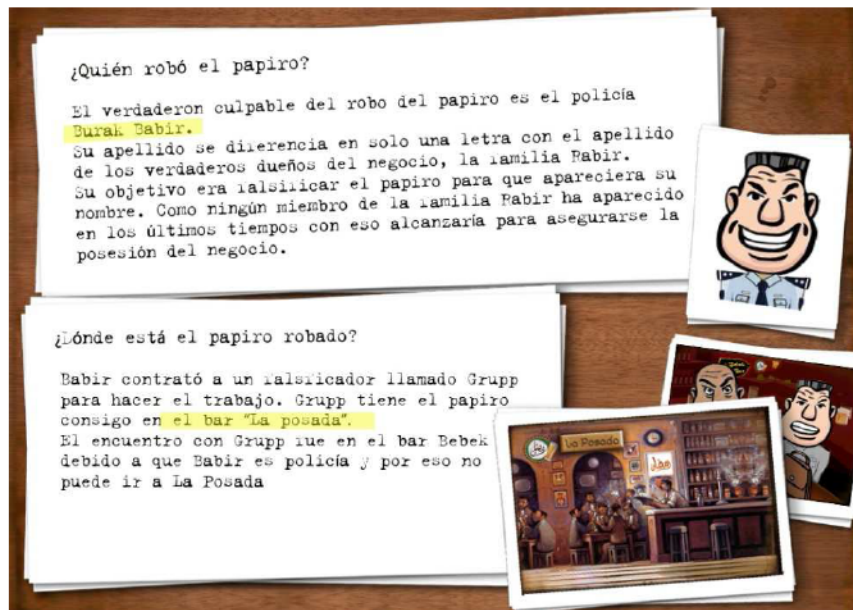 ¿Quién robó el papiro?
El verdaderon culpable del robo del papiro es el policía
Burak Babir.
Su apellido se diferencia en solo una letra con el apellido
de los verdaderos dueños del negocio, la familia Pabir.
Su objetivo era falsificar el papiro para que apareciera su
nombre. Como ningún miembro de la familia Pabir ha aparecido
en los últimos tiempos con eso alcanzaría para asegurarse la
posesión del negocio.
¿Dónde está el papiro robado?
Babir contrató a un falsficador llamado Grupp
para hacer el trabajo. Grupp tiene el papiro
consigo en el bar "La posada".
El encuentro con Grupp fue en el bar Bebek
debido a que Babir es policía y por eso no
puede ir a La Posada
La Posada